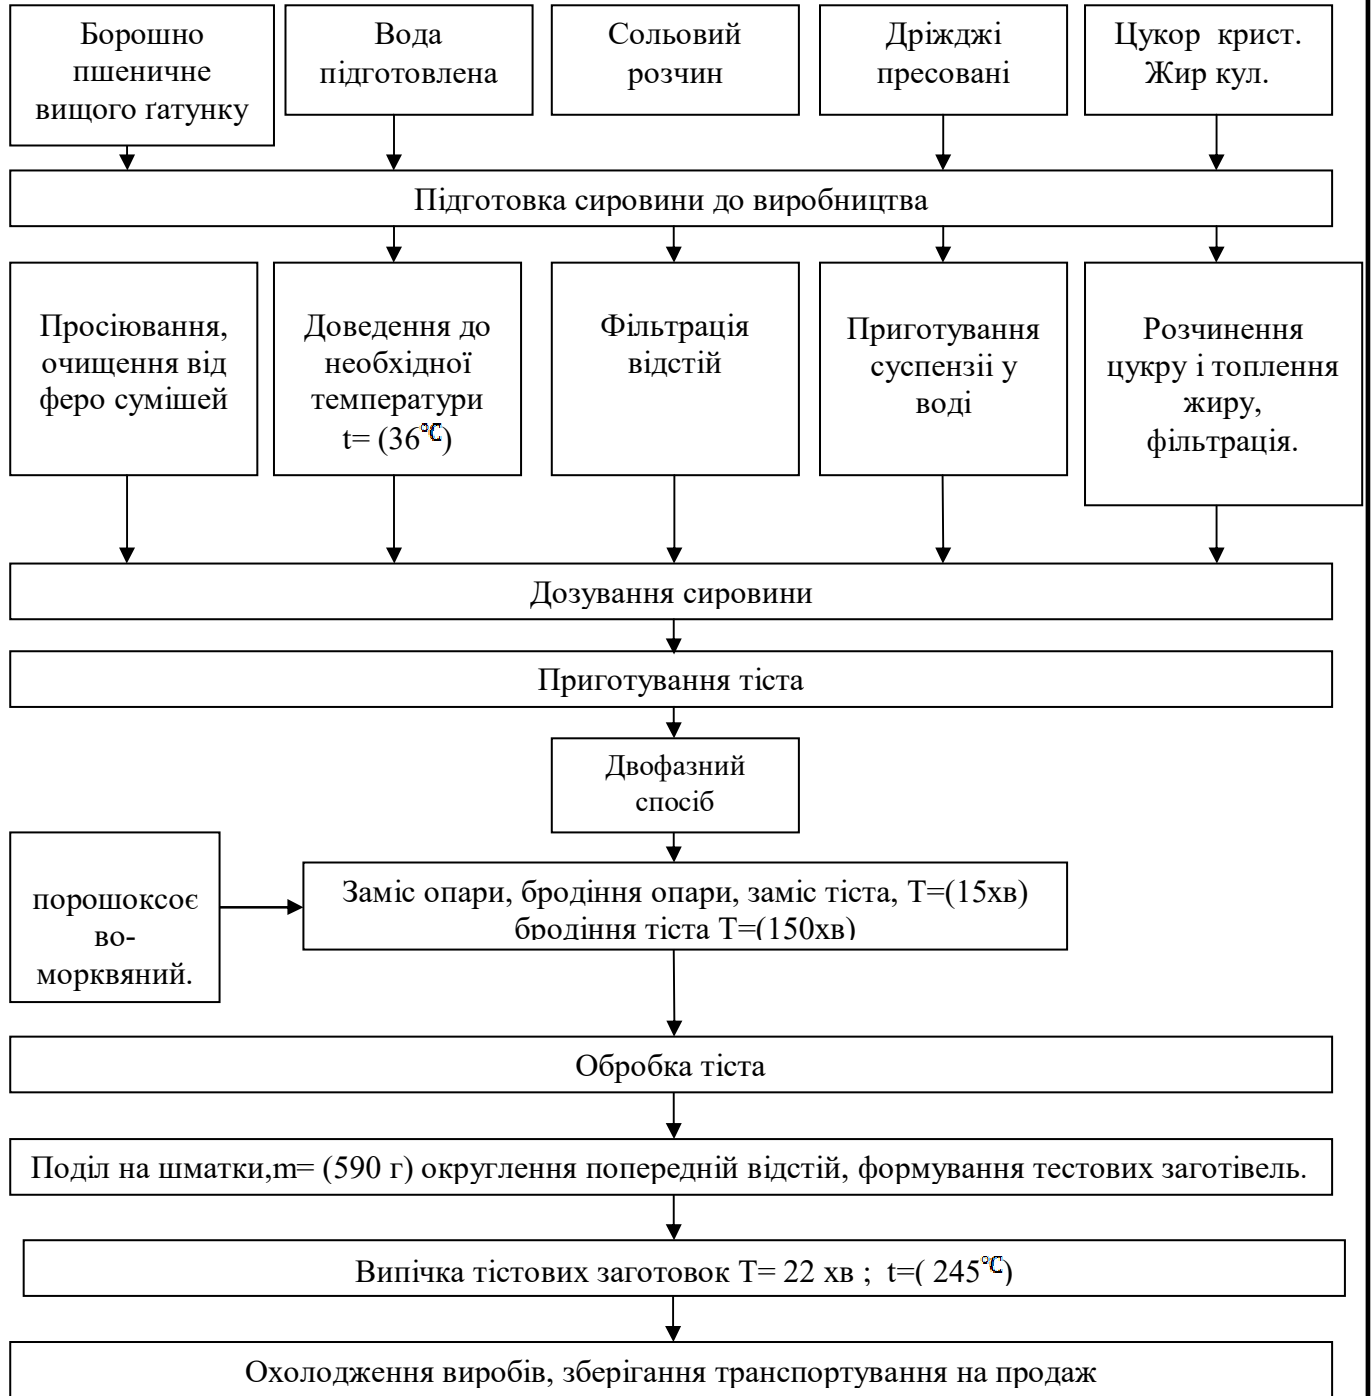 Борошно
пшеничне
вищого ґатунку
Вода
підготовлена
Сольовий
розчин
Дріжджі
пресовані
Цукор крист.
Жир кул.
Підготовка сировини до виробництва
Просіювання,
очищення від
феро сумішей
Доведення до
необхідної
температури
t= (36℃)
Фільтрація
відстій
Приготування
суспензіі у
воді
Розчинення
цукру і топлення
жиру,
фільтрація.
Дозування сировини
Приготування тіста
Двофазний
спосіб
порошоксоє
во-
морквяний.
Заміс опари, бродіння опари, заміс тіста, Т=(15хв)
бродіння тіста Т=(150хв)
Обробка тіста
Поділ на шматки,m= (590 г) округлення попередній відстій, формування тестових заготівель.
Випічка тістових заготовок Т= 22 хв ; t=( 245℃)
Охолодження виробів, зберігання транспортування на продаж